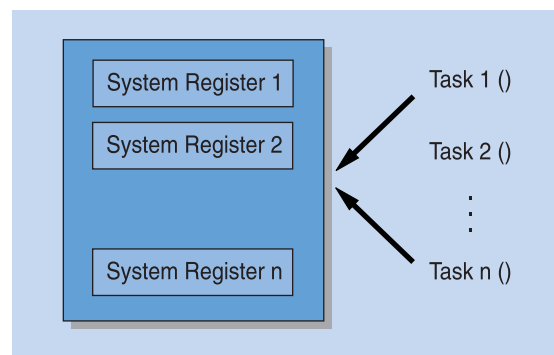 System Register 1
System Register 2
System Register n
Task 1 ()
Task 2 ()
Task n ()